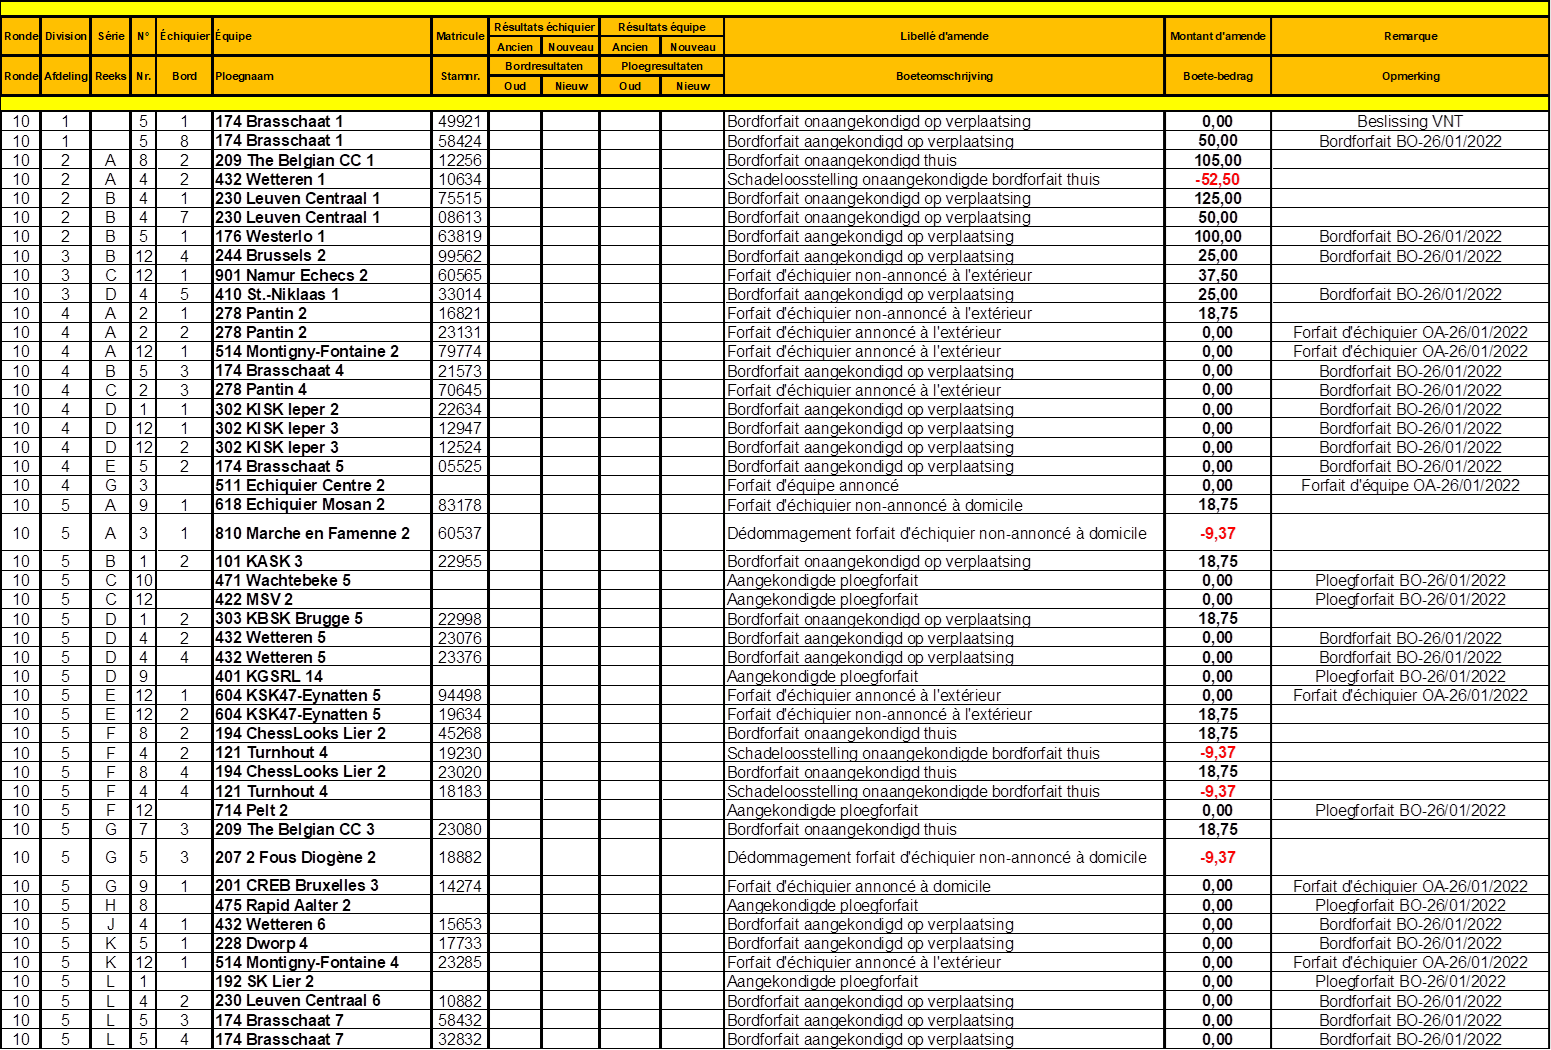 Ronde Division Série N° Échiquier Équipe Matricule Résultats échiquier Résultats équipe Libellé d'amende Montant d'amende Remarque
Ancien Nouveau Ancien Nouveau
Ronde Afdeling Reeks Nr. Bord Ploegnaam Stamnr. Bordresultaten Ploegresultaten Boeteomschrijving Boete-bedrag Opmerking
Oud Nieuw Oud Nieuw
10 1 5 1 174 Brasschaat 1 49921 Bordforfait onaangekondigd op verplaatsing 0,00 Beslissing VNT
10 1 5 8 174 Brasschaat 1 58424 Bordforfait aangekondigd op verplaatsing 50,00 Bordforfait BO-26/01/2022
10 2 A 8 2 209 The Belgian CC 1 12256 Bordforfait onaangekondigd thuis 105,00
10 2 A 4 2 432 Wetteren 1 10634 Schadeloosstelling onaangekondigde bordforfait thuis -52,50
10 2 B 4 1 230 Leuven Centraal 1 75515 Bordforfait onaangekondigd op verplaatsing 125,00
10 2 B 4 7 230 Leuven Centraal 1 08613 Bordforfait onaangekondigd op verplaatsing 50,00
10 2 B 5 1 176 Westerlo 1 63819 Bordforfait aangekondigd op verplaatsing 100,00 Bordforfait BO-26/01/2022
10 3 B 12 4 244 Brussels 2 99562 Bordforfait aangekondigd op verplaatsing 25,00 Bordforfait BO-26/01/2022
10 3 C 12 1 901 Namur Echecs 2 60565 Forfait d'échiquier non-annoncé à l'extérieur 37,50
10 3 D 4 5 410 St.-Niklaas 1 33014 Bordforfait aangekondigd op verplaatsing 25,00 Bordforfait BO-26/01/2022
10 4 A 2 1 278 Pantin 2 16821 Forfait d'échiquier non-annoncé à l'extérieur 18,75
10 4 A 2 2 278 Pantin 2 23131 Forfait d'échiquier annoncé à l'extérieur 0,00 Forfait d'échiquier OA-26/01/2022
10 4 A 12 1 514 Montigny-Fontaine 2 79774 Forfait d'échiquier annoncé à l'extérieur 0,00 Forfait d'échiquier OA-26/01/2022
10 4 B 5 3 174 Brasschaat 4 21573 Bordforfait aangekondigd op verplaatsing 0,00 Bordforfait BO-26/01/2022
10 4 C 2 3 278 Pantin 4 70645 Forfait d'échiquier annoncé à l'extérieur 0,00 Bordforfait BO-26/01/2022
10 4 D 1 1 302 KISK Ieper 2 22634 Bordforfait aangekondigd op verplaatsing 0,00 Bordforfait BO-26/01/2022
10 4 D 12 1 302 KISK Ieper 3 12947 Bordforfait aangekondigd op verplaatsing 0,00 Bordforfait BO-26/01/2022
10 4 D 12 2 302 KISK Ieper 3 12524 Bordforfait aangekondigd op verplaatsing 0,00 Bordforfait BO-26/01/2022
10 4 E 5 2 174 Brasschaat 5 05525 Bordforfait aangekondigd op verplaatsing 0,00 Bordforfait BO-26/01/2022
10 4 G 3 511 Echiquier Centre 2 Forfait d'équipe annoncé 0,00 Forfait d'équipe OA-26/01/2022
10 5 A 9 1 618 Echiquier Mosan 2 83178 Forfait d'échiquier non-annoncé à domicile 18,75
10 5 A 3 1 810 Marche en Famenne 2 60537 Dédommagement forfait d'échiquier non-annoncé à domicile -9,37
10 5 B 1 2 101 KASK 3 22955 Bordforfait onaangekondigd op verplaatsing 18,75
10 5 C 10 471 Wachtebeke 5 Aangekondigde ploegforfait 0,00 Ploegforfait BO-26/01/2022
10 5 C 12 422 MSV 2 Aangekondigde ploegforfait 0,00 Ploegforfait BO-26/01/2022
10 5 D 1 2 303 KBSK Brugge 5 22998 Bordforfait onaangekondigd op verplaatsing 18,75
10 5 D 4 2 432 Wetteren 5 23076 Bordforfait aangekondigd op verplaatsing 0,00 Bordforfait BO-26/01/2022
10 5 D 4 4 432 Wetteren 5 23376 Bordforfait aangekondigd op verplaatsing 0,00 Bordforfait BO-26/01/2022
10 5 D 9 401 KGSRL 14 Aangekondigde ploegforfait 0,00 Ploegforfait BO-26/01/2022
10 5 E 12 1 604 KSK47-Eynatten 5 94498 Forfait d'échiquier annoncé à l'extérieur 0,00 Forfait d'échiquier OA-26/01/2022
10 5 E 12 2 604 KSK47-Eynatten 5 19634 Forfait d'échiquier non-annoncé à l'extérieur 18,75
10 5 F 8 2 194 ChessLooks Lier 2 45268 Bordforfait onaangekondigd thuis 18,75
10 5 F 4 2 121 Turnhout 4 19230 Schadeloosstelling onaangekondigde bordforfait thuis -9,37
10 5 F 8 4 194 ChessLooks Lier 2 23020 Bordforfait onaangekondigd thuis 18,75
10 5 F 4 4 121 Turnhout 4 18183 Schadeloosstelling onaangekondigde bordforfait thuis -9,37
10 5 F 12 714 Pelt 2 Aangekondigde ploegforfait 0,00 Ploegforfait BO-26/01/2022
10 5 G 7 3 209 The Belgian CC 3 23080 Bordforfait onaangekondigd thuis 18,75
10 5 G 5 3 207 2 Fous Diogène 2 18882 Dédommagement forfait d'échiquier non-annoncé à domicile -9,37
10 5 G 9 1 201 CREB Bruxelles 3 14274 Forfait d'échiquier annoncé à domicile 0,00 Forfait d'échiquier OA-26/01/2022
10 5 H 8 475 Rapid Aalter 2 Aangekondigde ploegforfait 0,00 Ploegforfait BO-26/01/2022
10 5 J 4 1 432 Wetteren 6 15653 Bordforfait aangekondigd op verplaatsing 0,00 Bordforfait BO-26/01/2022
10 5 K 5 1 228 Dworp 4 17733 Bordforfait aangekondigd op verplaatsing 0,00 Bordforfait BO-26/01/2022
10 5 K 12 1 514 Montigny-Fontaine 4 23285 Forfait d'échiquier annoncé à l'extérieur 0,00 Forfait d'échiquier OA-26/01/2022
10 5 L 1 192 SK Lier 2 Aangekondigde ploegforfait 0,00 Ploegforfait BO-26/01/2022
10 5 L 4 2 230 Leuven Centraal 6 10882 Bordforfait aangekondigd op verplaatsing 0,00 Bordforfait BO-26/01/2022
10 5 L 5 3 174 Brasschaat 7 58432 Bordforfait aangekondigd op verplaatsing 0,00 Bordforfait BO-26/01/2022
10 5 L 5 4 174 Brasschaat 7 32832 Bordforfait aangekondigd op verplaatsing 0,00 Bordforfait BO-26/01/2022